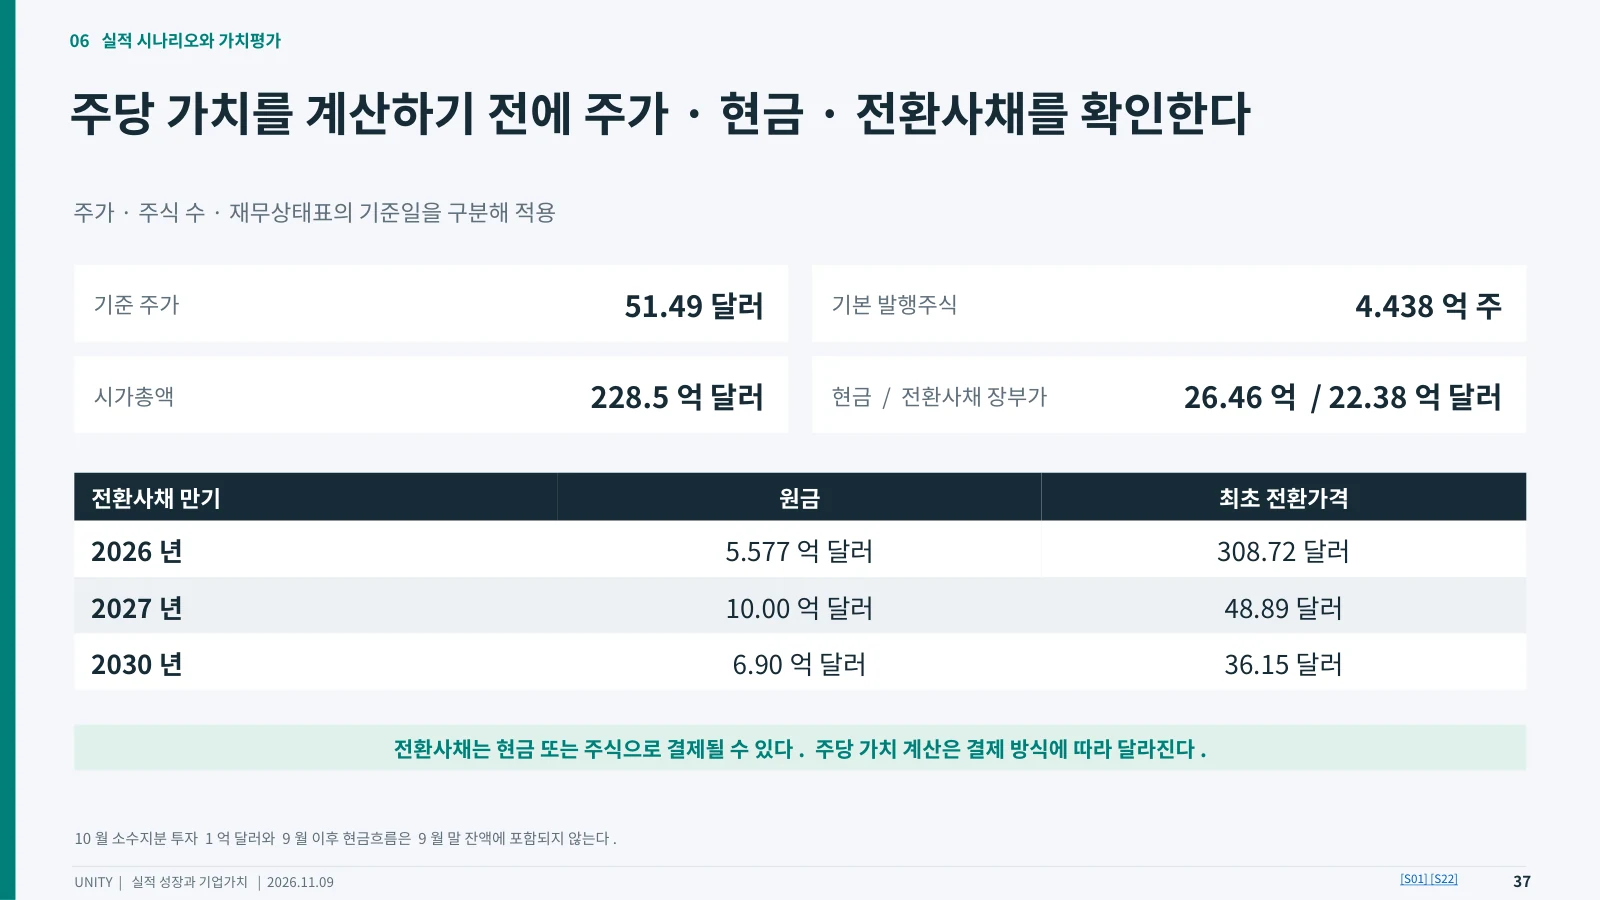 06 실적 시나리오와 가치평가
주당 가치를 계산하기 전에 주가 · 현금 · 전환사채를 확인한다
주가 · 주식 수 · 재무상태표의 기준일을 구분해 적용
기준 주가 51.49 달러
기본 발행주식 4.438 억 주
시가총액 228.5 억 달러
현금 / 전환사채 장부가 26.46 억 / 22.38 억 달러
전환사채 만기 원금 최초 전환가격
2026 년 5.577 억 달러 308.72 달러
2027 년 10.00 억 달러 48.89 달러
2030 년 6.90 억 달러 36.15 달러
전환사채는 현금 또는 주식으로 결제될 수 있다 . 주당 가치 계산은 결제 방식에 따라 달라진다 .
10 월 소수지분 투자 1 억 달러와 9 월 이후 현금흐름은 9 월 말 잔액에 포함되지 않는다 .
UNITY | 실적 성장과 기업가치 | 2026.11.09 [S01] [S22] 37